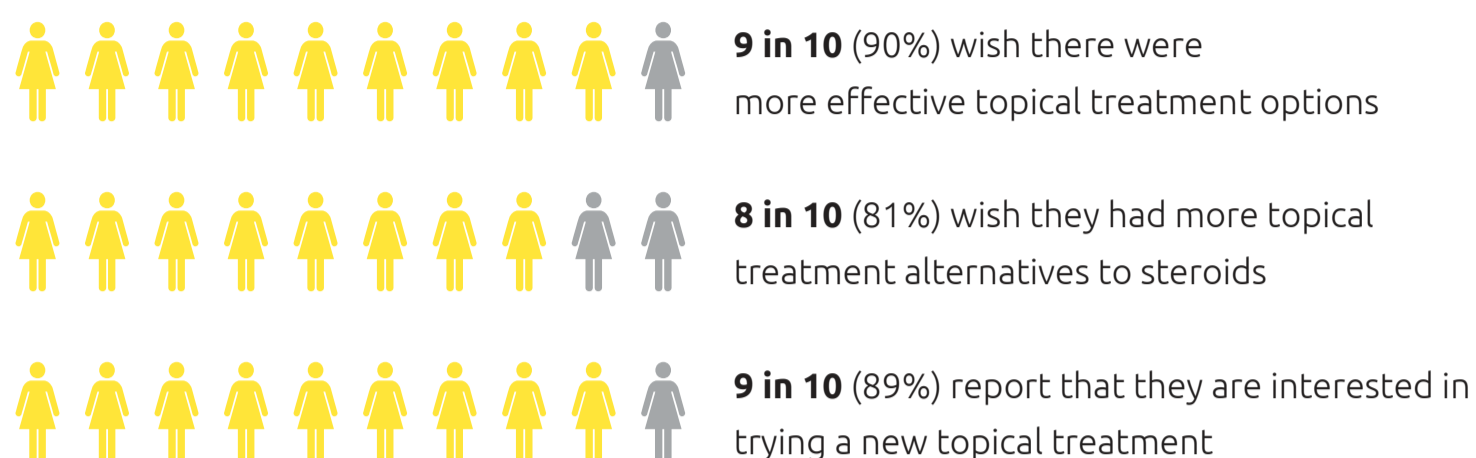 9 in 10 (90%) wish there were
more effective topical treatment options
8 in 10 (81%) wish they had more topical
treatment alternatives to steroids
9 in 10 (89%) report that they are interested in
trying a new topical treatment